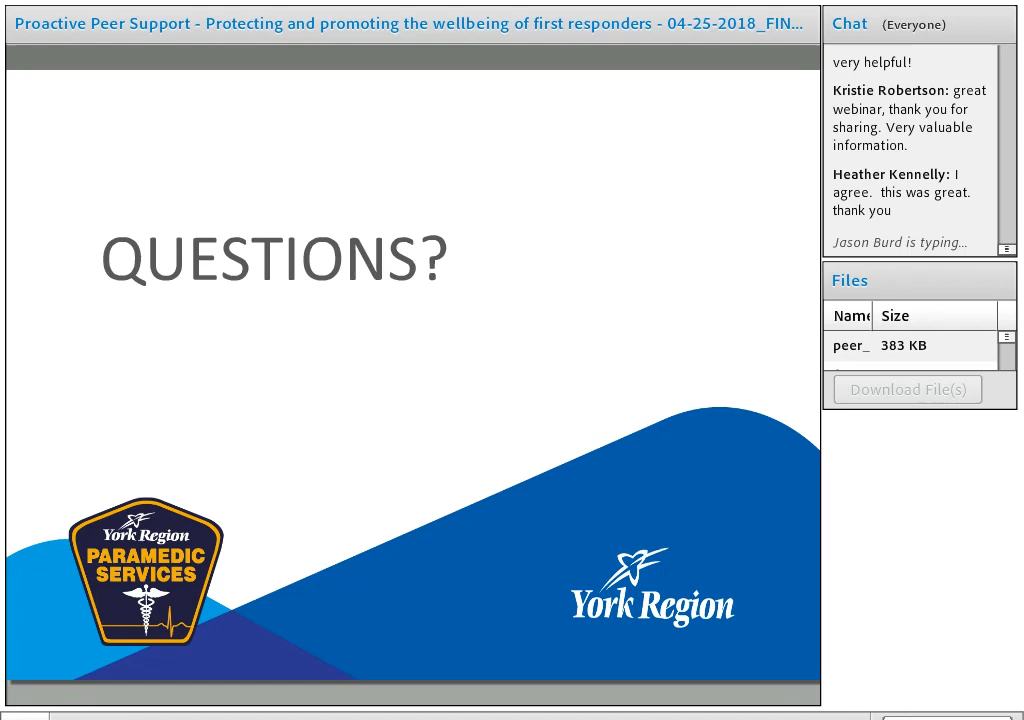 Proactive Peer Support - Protecting and promoting the wellbeing of first responders - 04-25-2018_FIN...
QUESTIONS?
York Region
PARAMEDIC
SERVICES
York Region
Chat (Everyone)
very helpful!
Kristie Robertson: great
webinar, thank you for
sharing. Very valuable
information.
Heather Kennelly: I
agree.  this was great.
thank you
Jason Burd is typing...
Files
Name Size
peer_ 383 KB
Download File(s)